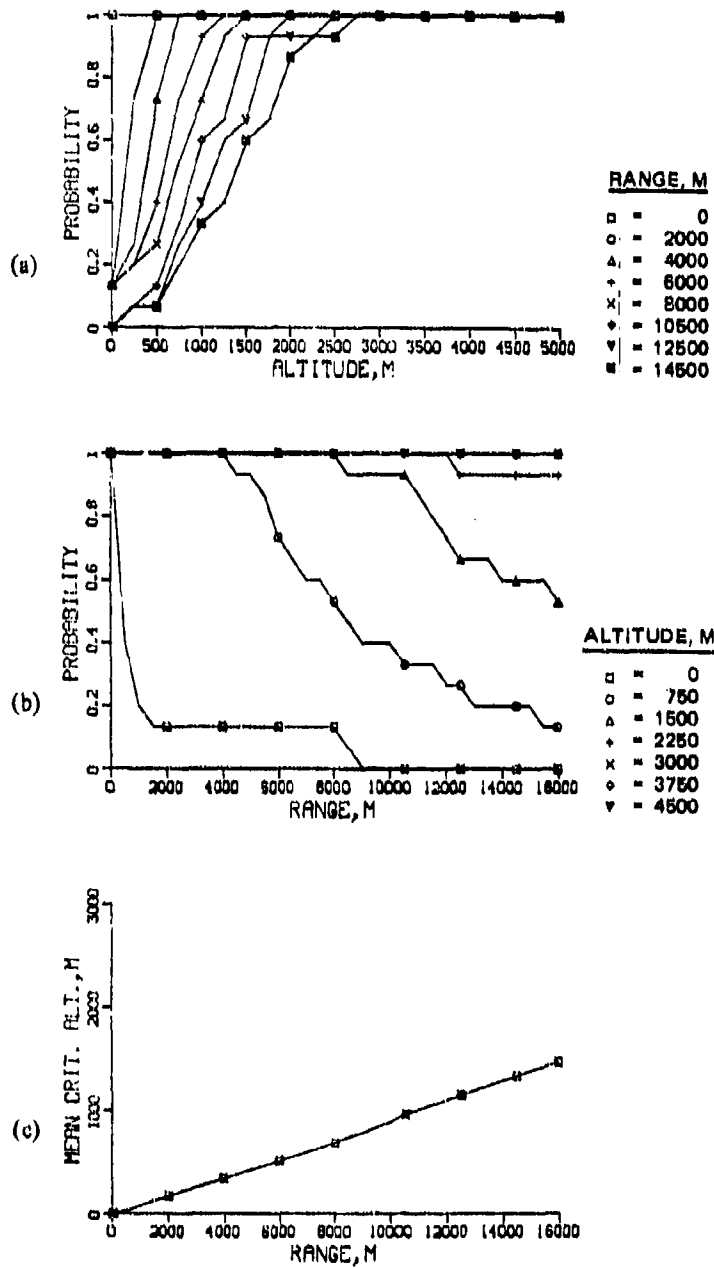 (a)
PROBABILITY
0 0.2 0.4 0.6 0.8 1
0 500 1000 1500 2000 2500 3000 3500 4000 4500 5000
ALTITUDE, M
RANGE, M
= 0
= 2000
= 4000
= 6000
= 8000
= 10500
= 12500
= 14500
(b)
PROBABILITY
0 0.2 0.4 0.6 0.8 1
0 2000 4000 6000 8000 10000 12000 14000 16000
RANGE, M
ALTITUDE, M
= 0
= 750
= 1500
= 2250
= 3000
= 3750
= 4500
(c)
MEAN CRIT. ALT., M
0 1000 2000 3000
0 2000 4000 6000 8000 10000 12000 14000 16000
RANGE, M